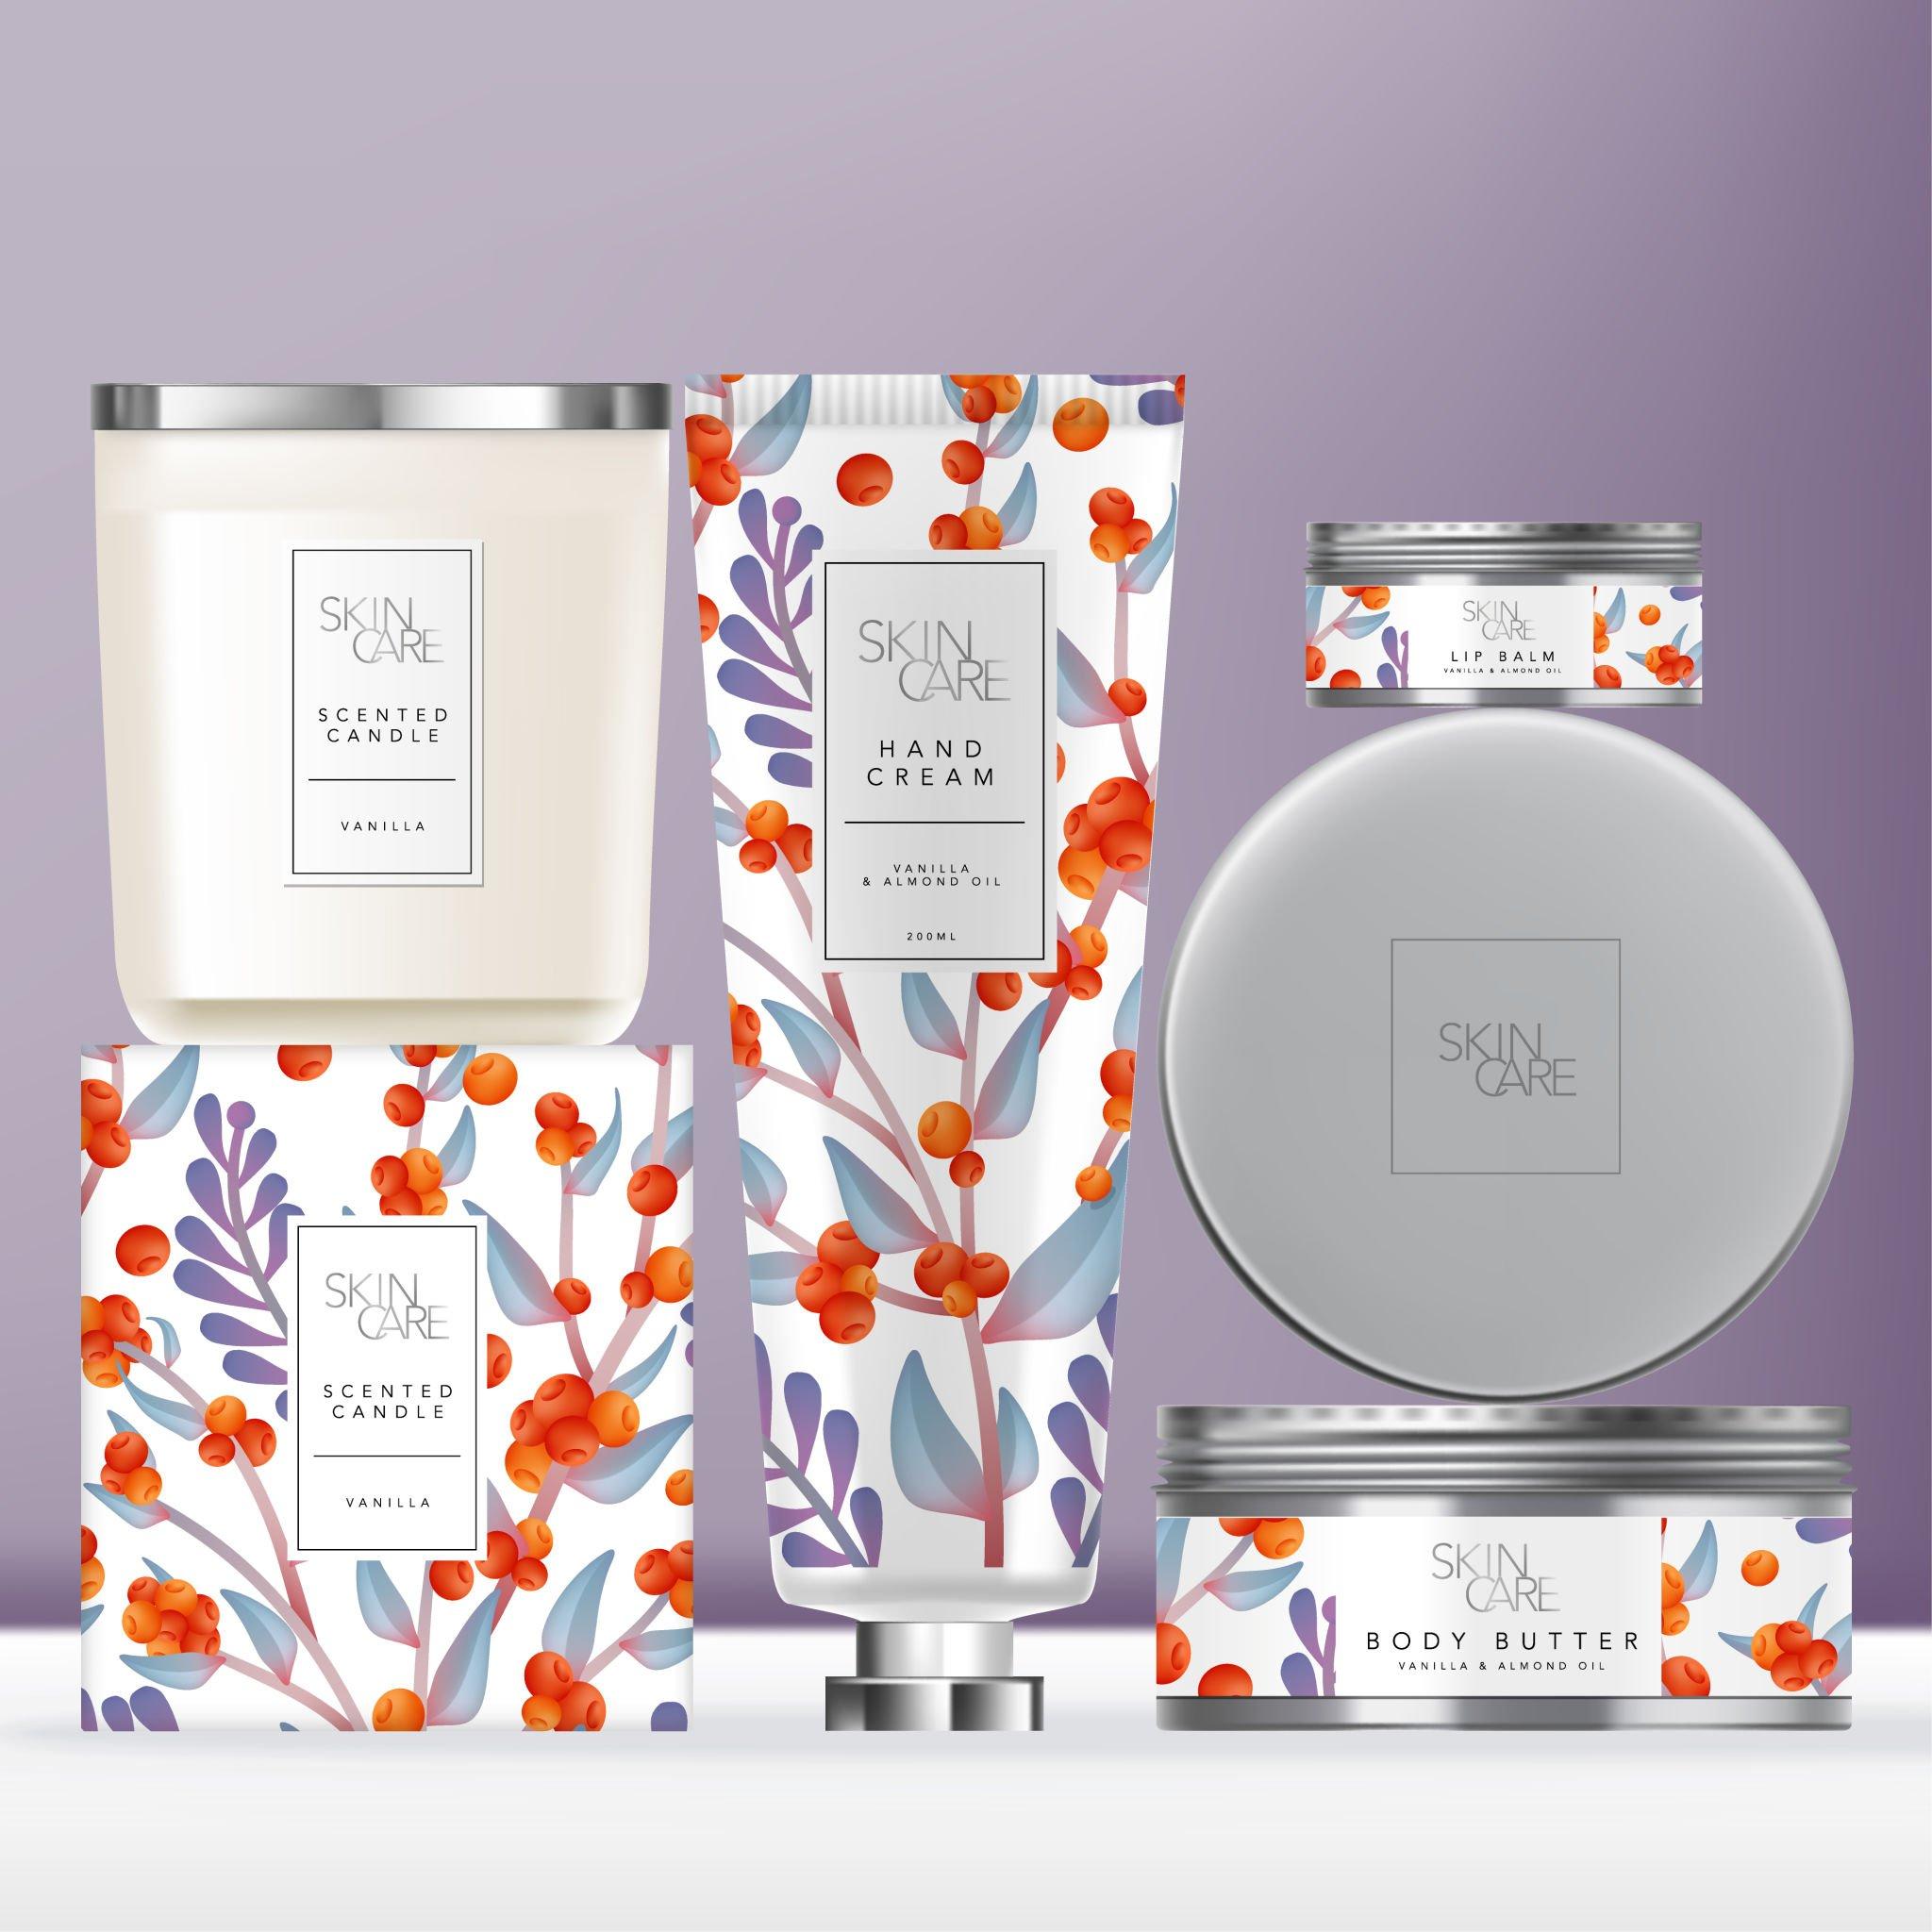 SKIN
CARE
SCENTED
CANDLE
VANILLA
SKIN
CARE
SCENTED
CANDLE
VANILLA
SKIN
CARE
HAND
CREAM
VANILLA
& ALMOND OIL
200ML
SKIN
CARE
LIP BALM
VANILLA & ALMOND OIL
SKIN
CARE
SKIN
CARE
BODY BUTTER
VANILLA & ALMOND OIL